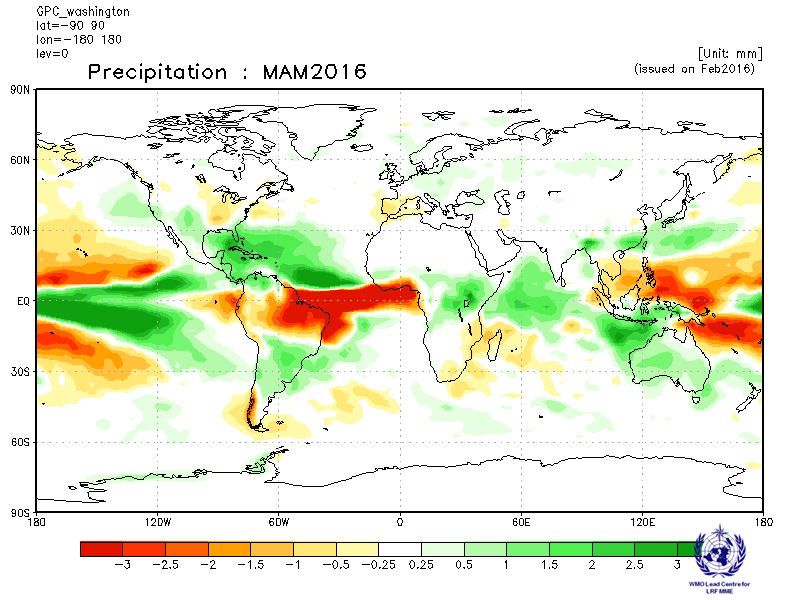 GPC_washington
lat=-90 90
lon=-180 180
lev=0
[Unit: mm]
Precipitation : MAM2016
(issued on Feb2016)
90N
60N
30N
EQ
30S
60S
90S
180 120W 60W 0 60E 120E 180
-3 -2.5 -2 -1.5 -1 -0.5 -0.25 0.25 0.5 1 1.5 2 2.5 3
WMO Lead Centre for
LRF MME